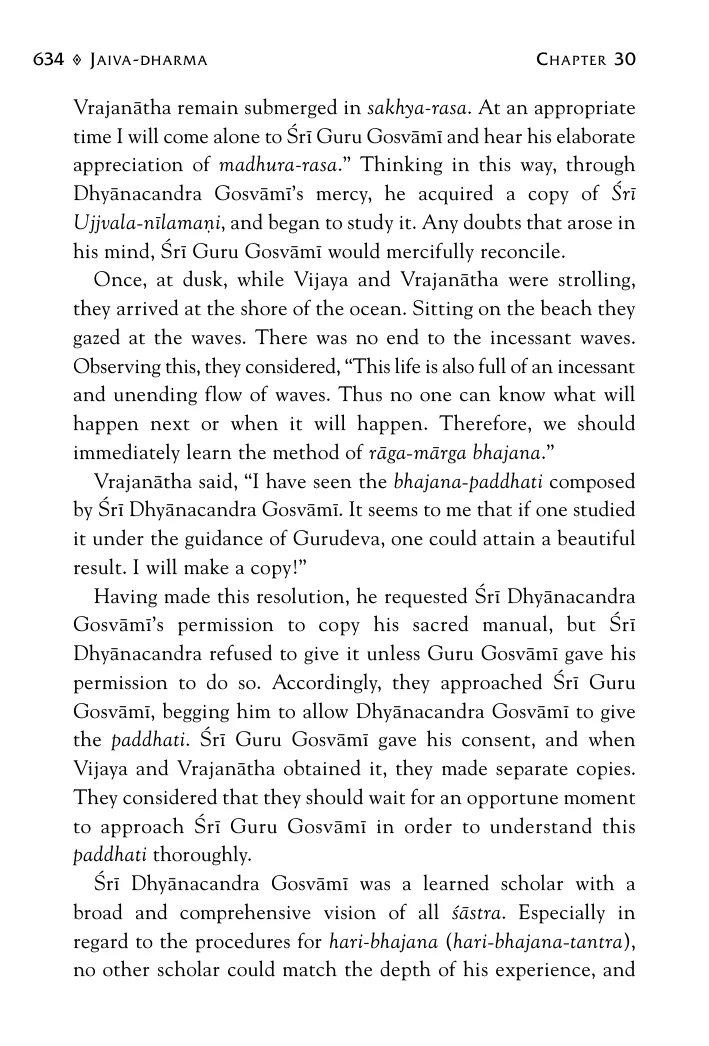 634 ◊ Jaiva-dharma Chapter 30
Vrajanātha remain submerged in sakhya-rasa. At an appropriate
time I will come alone to Śrī Guru Gosvāmī and hear his elaborate
appreciation of madhura-rasa.” Thinking in this way, through
Dhyānacandra Gosvāmī’s mercy, he acquired a copy of Śrī
Ujjvala-nīlamaṇi, and began to study it. Any doubts that arose in
his mind, Śrī Guru Gosvāmī would mercifully reconcile.
Once, at dusk, while Vijaya and Vrajanātha were strolling,
they arrived at the shore of the ocean. Sitting on the beach they
gazed at the waves. There was no end to the incessant waves.
Observing this, they considered, “This life is also full of an incessant
and unending flow of waves. Thus no one can know what will
happen next or when it will happen. Therefore, we should
immediately learn the method of rāga-mārga bhajana.”
Vrajanātha said, “I have seen the bhajana-paddhati composed
by Śrī Dhyānacandra Gosvāmī. It seems to me that if one studied
it under the guidance of Gurudeva, one could attain a beautiful
result. I will make a copy!”
Having made this resolution, he requested Śrī Dhyānacandra
Gosvāmī’s permission to copy his sacred manual, but Śrī
Dhyānacandra refused to give it unless Guru Gosvāmī gave his
permission to do so. Accordingly, they approached Śrī Guru
Gosvāmī, begging him to allow Dhyānacandra Gosvāmī to give
the paddhati. Śrī Guru Gosvāmī gave his consent, and when
Vijaya and Vrajanātha obtained it, they made separate copies.
They considered that they should wait for an opportune moment
to approach Śrī Guru Gosvāmī in order to understand this
paddhati thoroughly.
Śrī Dhyānacandra Gosvāmī was a learned scholar with a
broad and comprehensive vision of all śāstra. Especially in
regard to the procedures for hari-bhajana (hari-bhajana-tantra),
no other scholar could match the depth of his experience, and